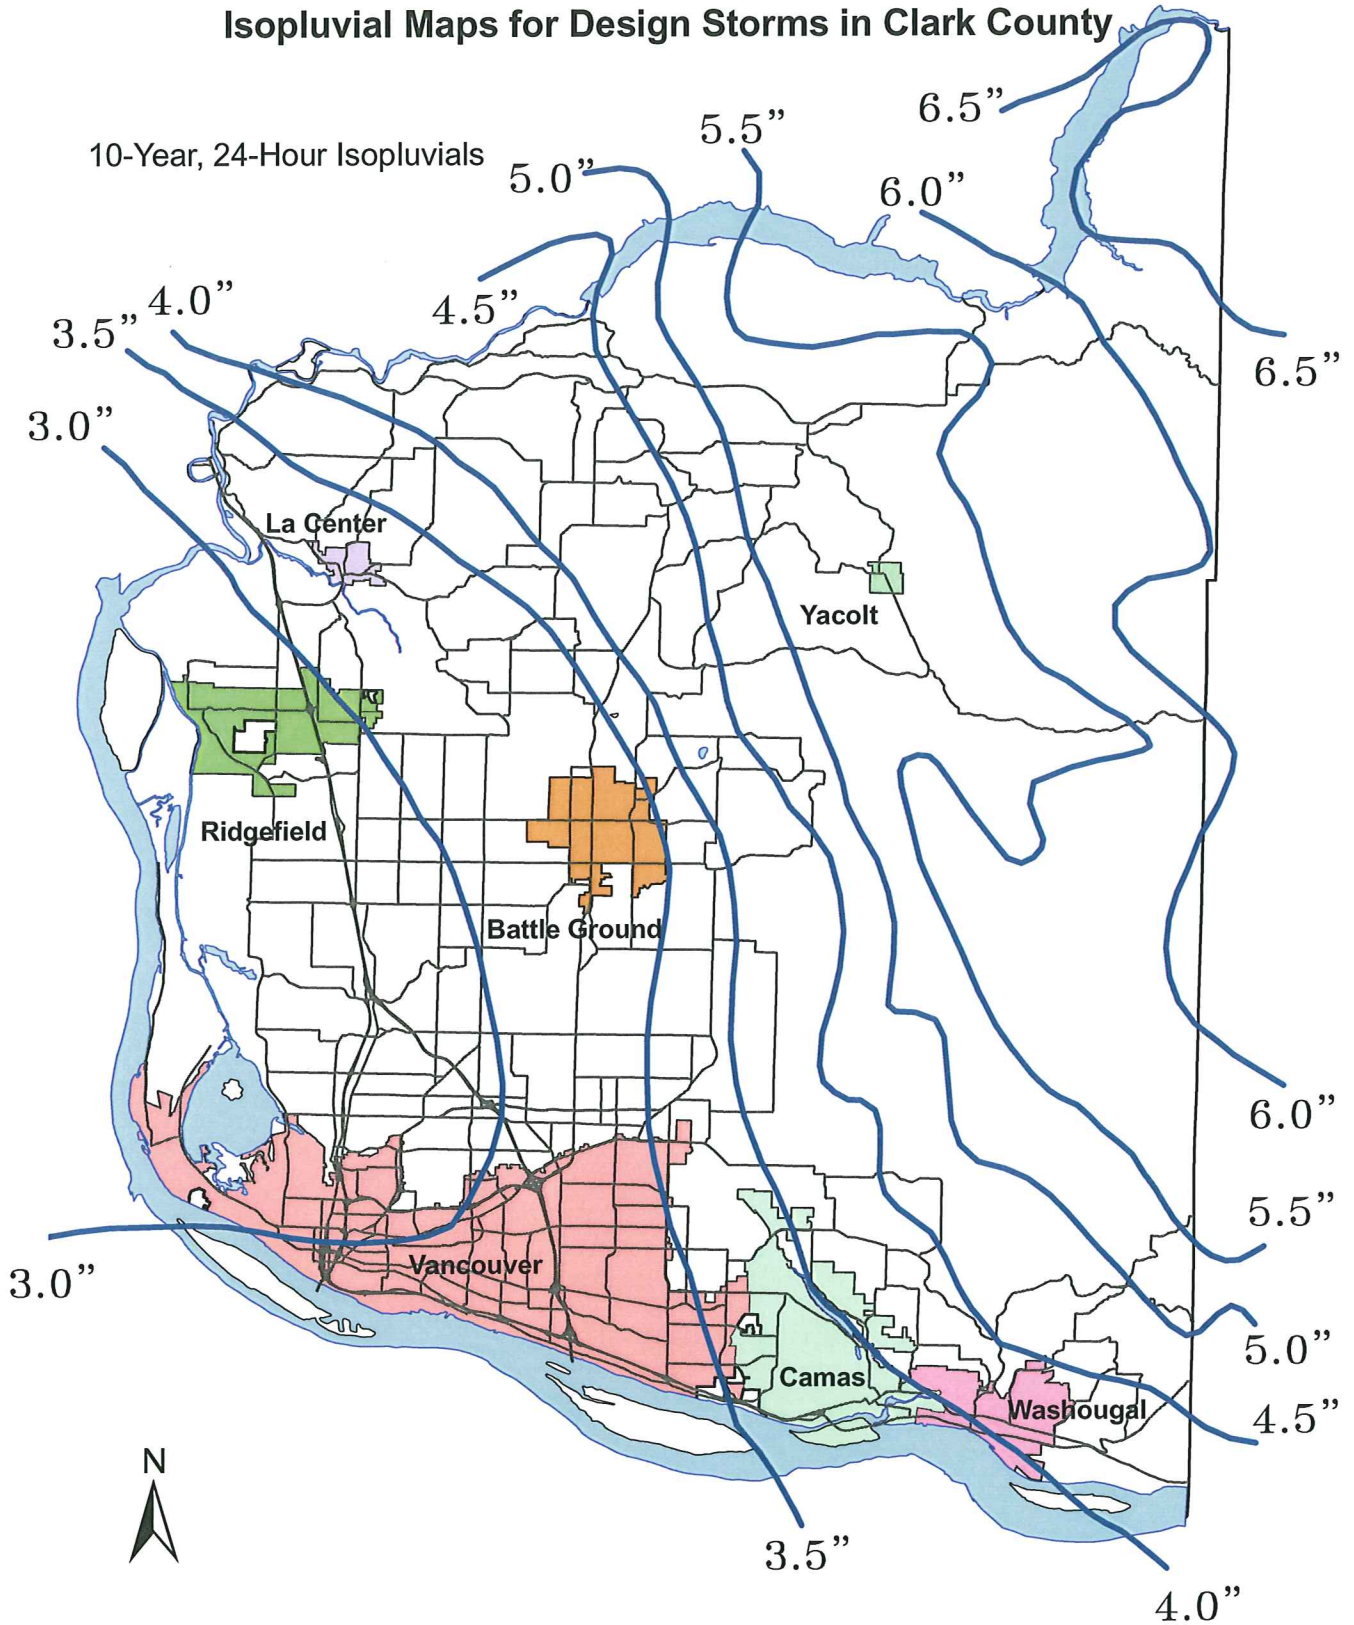 Isopluvial Maps for Design Storms in Clark County
6.5”
5.5”
10-Year, 24-Hour Isopluvials
5.0”
6.0”
4.0”
4.5”
3.5”
6.5”
3.0”
La Center
Yacolt
Ridgefield
Battle Ground
6.0”
5.5”
Vancouver
3.0”
5.0”
Camas
Washougal
4.5”
N
3.5”
4.0”